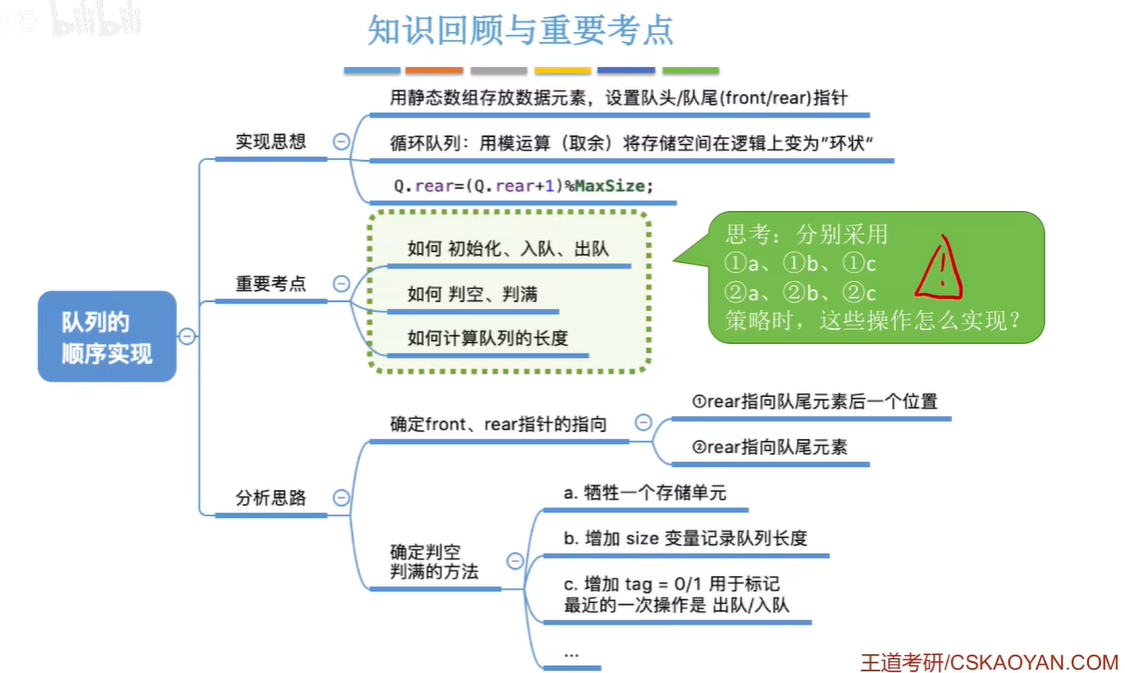 bilibili
知识回顾与重要考点
用静态数组存放数据元素，设置队头/队尾(front/rear)指针
实现思想
循环队列：用模运算（取余）将存储空间在逻辑上变为"环状"
Q.rear=(Q.rear+1)%MaxSize;
如何 初始化、入队、出队
重要考点
如何 判空、判满
如何计算队列的长度
思考：分别采用
①a、①b、①c
②a、②b、②c
策略时，这些操作怎么实现？
!
队列的
顺序实现
确定front、rear指针的指向
①rear指向队尾元素后一个位置
②rear指向队尾元素
分析思路
确定判空
判满的方法
a. 牺牲一个存储单元
b. 增加 size 变量记录队列长度
c. 增加 tag = 0/1 用于标记
最近的一次操作是 出队/入队
...
王道考研/CSKAOYAN.COM